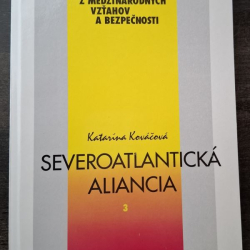 Z MEDZINÁRODNÝCH
VZŤAHOV
A BEZPEČNOSTI
Katarína Kováčová
SEVEROATLANTICKÁ
ALIANCIA
3